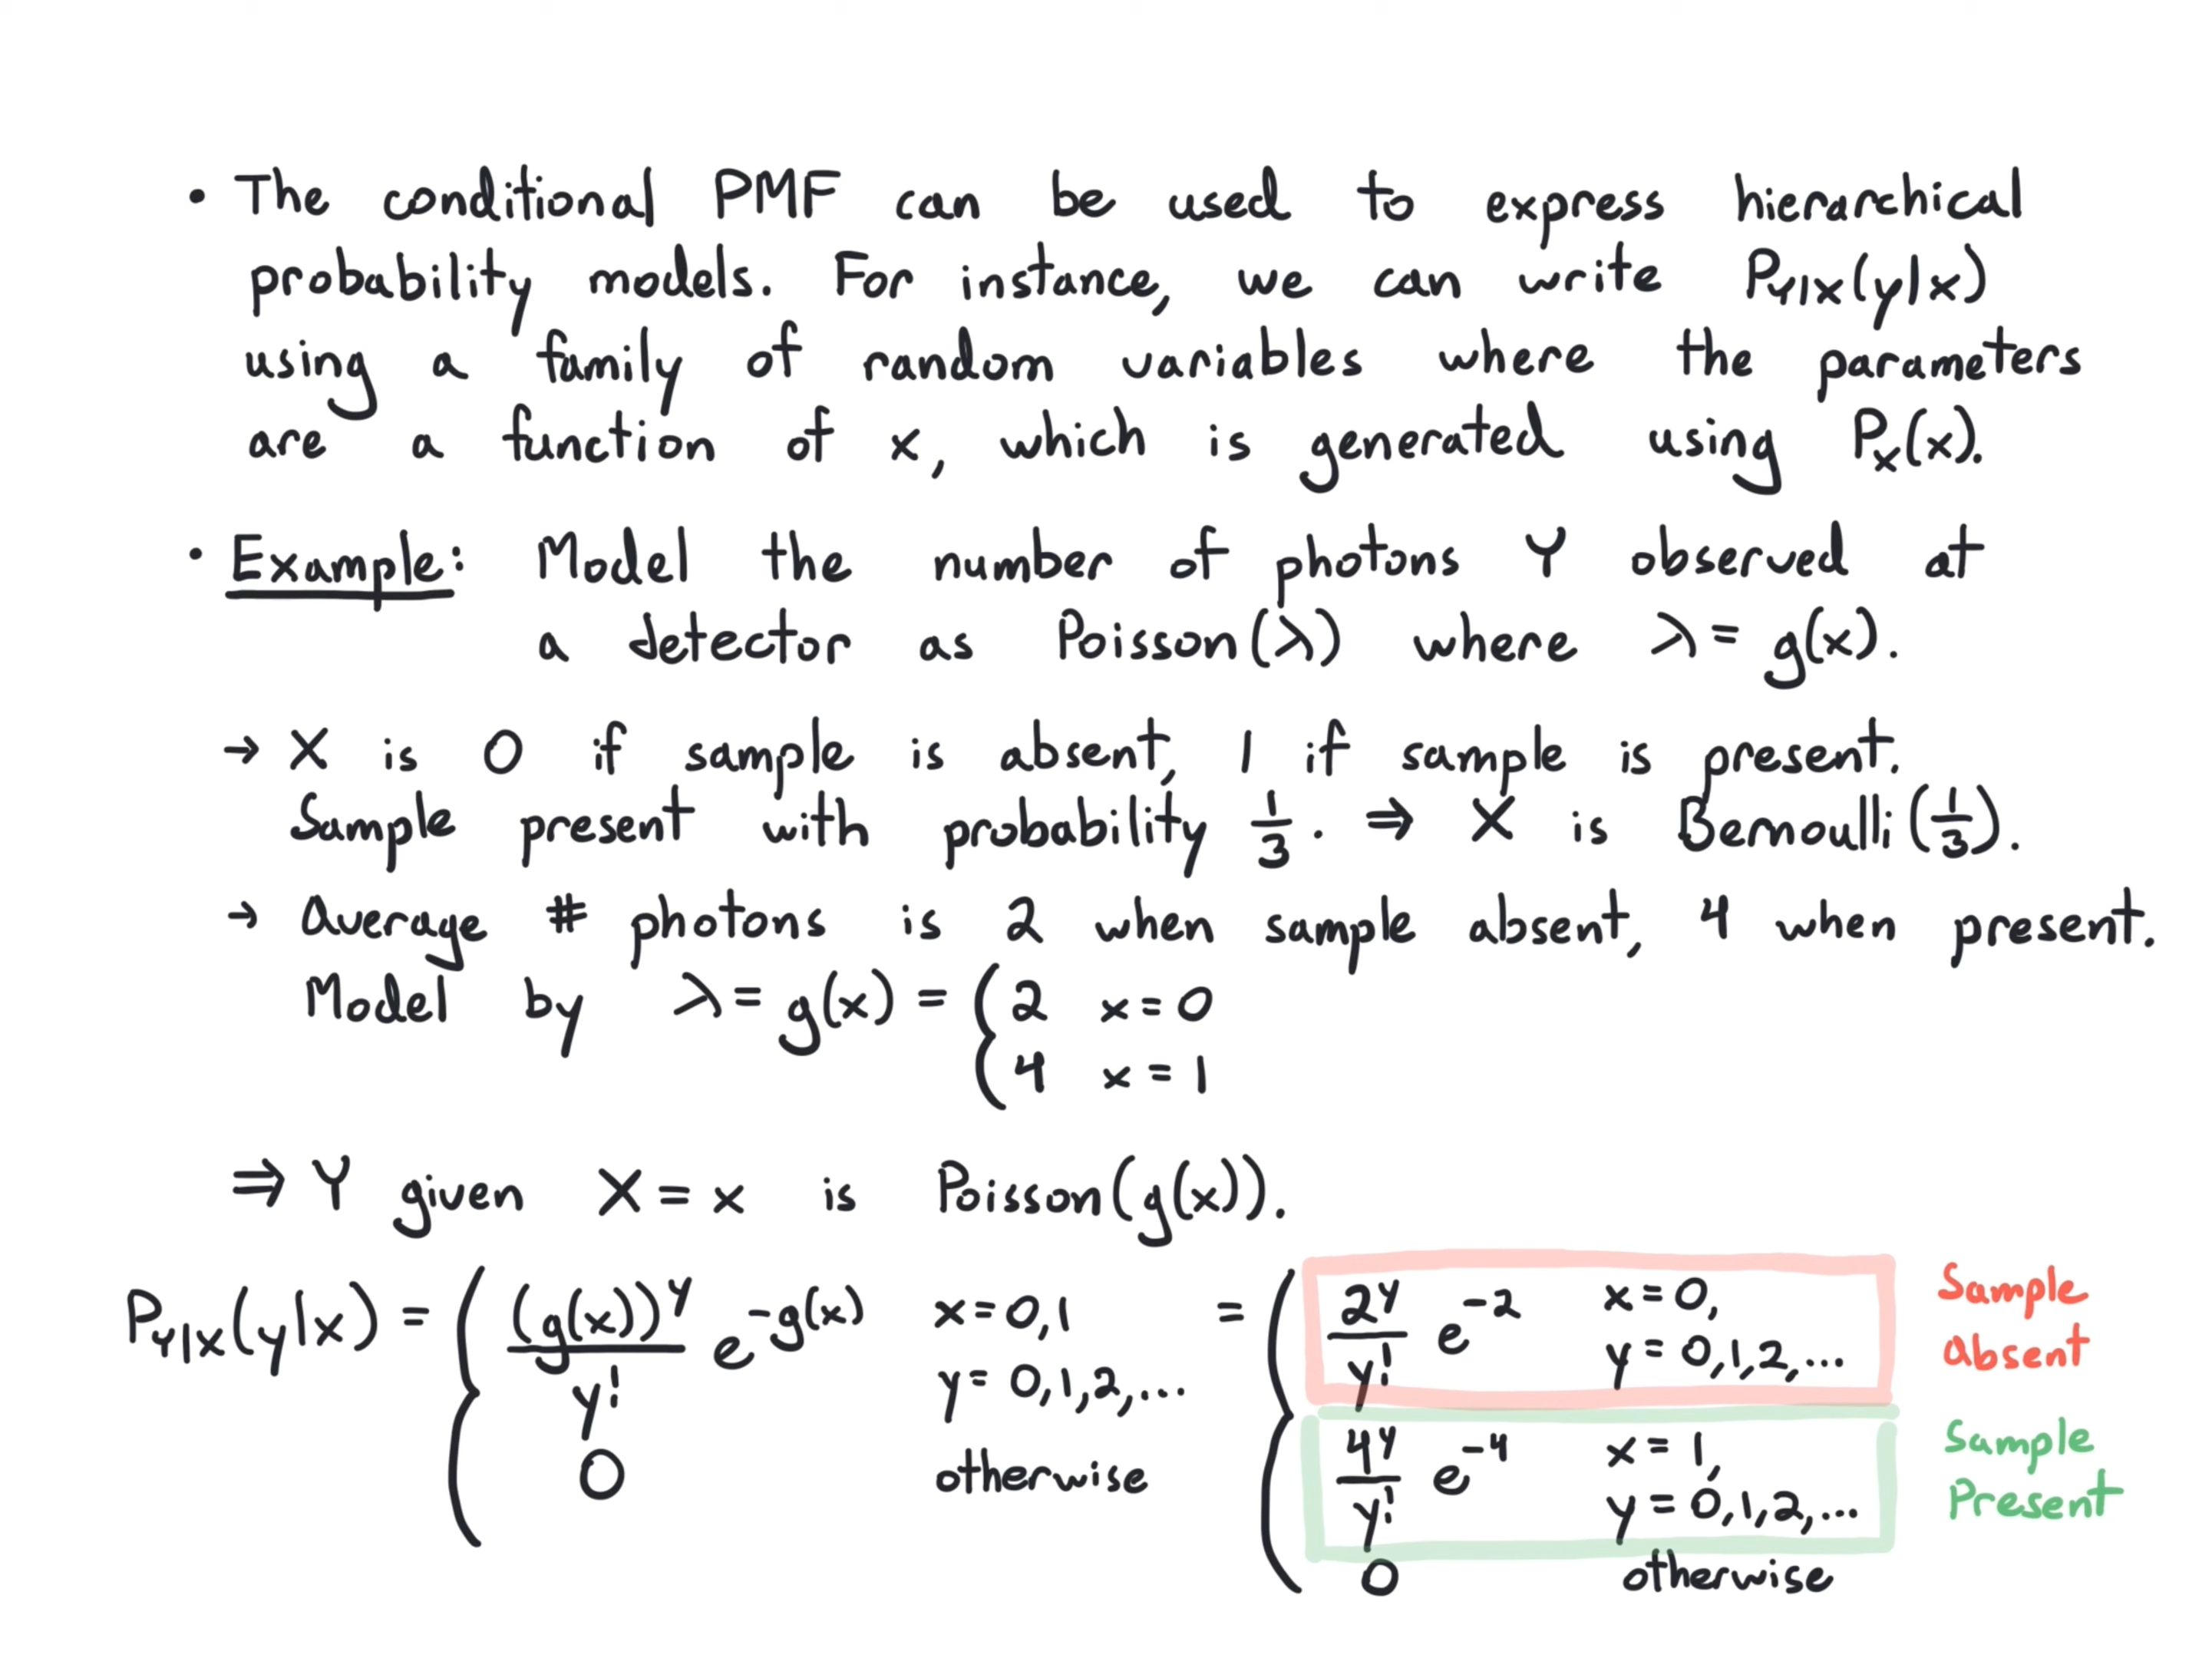 • The conditional PMF can be used to express hierarchical
probability models. For instance, we can write P_{Y|X}(y|x)
using a family of random variables where the parameters
are a function of x, which is generated using P_X(x).
• Example: Model the number of photons Y observed at
a detector as Poisson(λ) where λ = g(x).
→ X is 0 if sample is absent, 1 if sample is present.
Sample present with probability 1/3. ⇒ X is Bernoulli(1/3).
→ Average # photons is 2 when sample absent, 4 when present.
Model by λ = g(x) = { 2 x = 0
4 x = 1
⇒ Y given X = x is Poisson(g(x)).
P_{Y|X}(y|x) = { (g(x))^y / y! e^{-g(x)} x = 0,1 y = 0,1,2,...
0 otherwise
= { 2^y / y! e^{-2} x = 0, y = 0,1,2,... Sample Absent
4^y / y! e^{-4} x = 1, y = 0,1,2,... Sample Present
0 otherwise